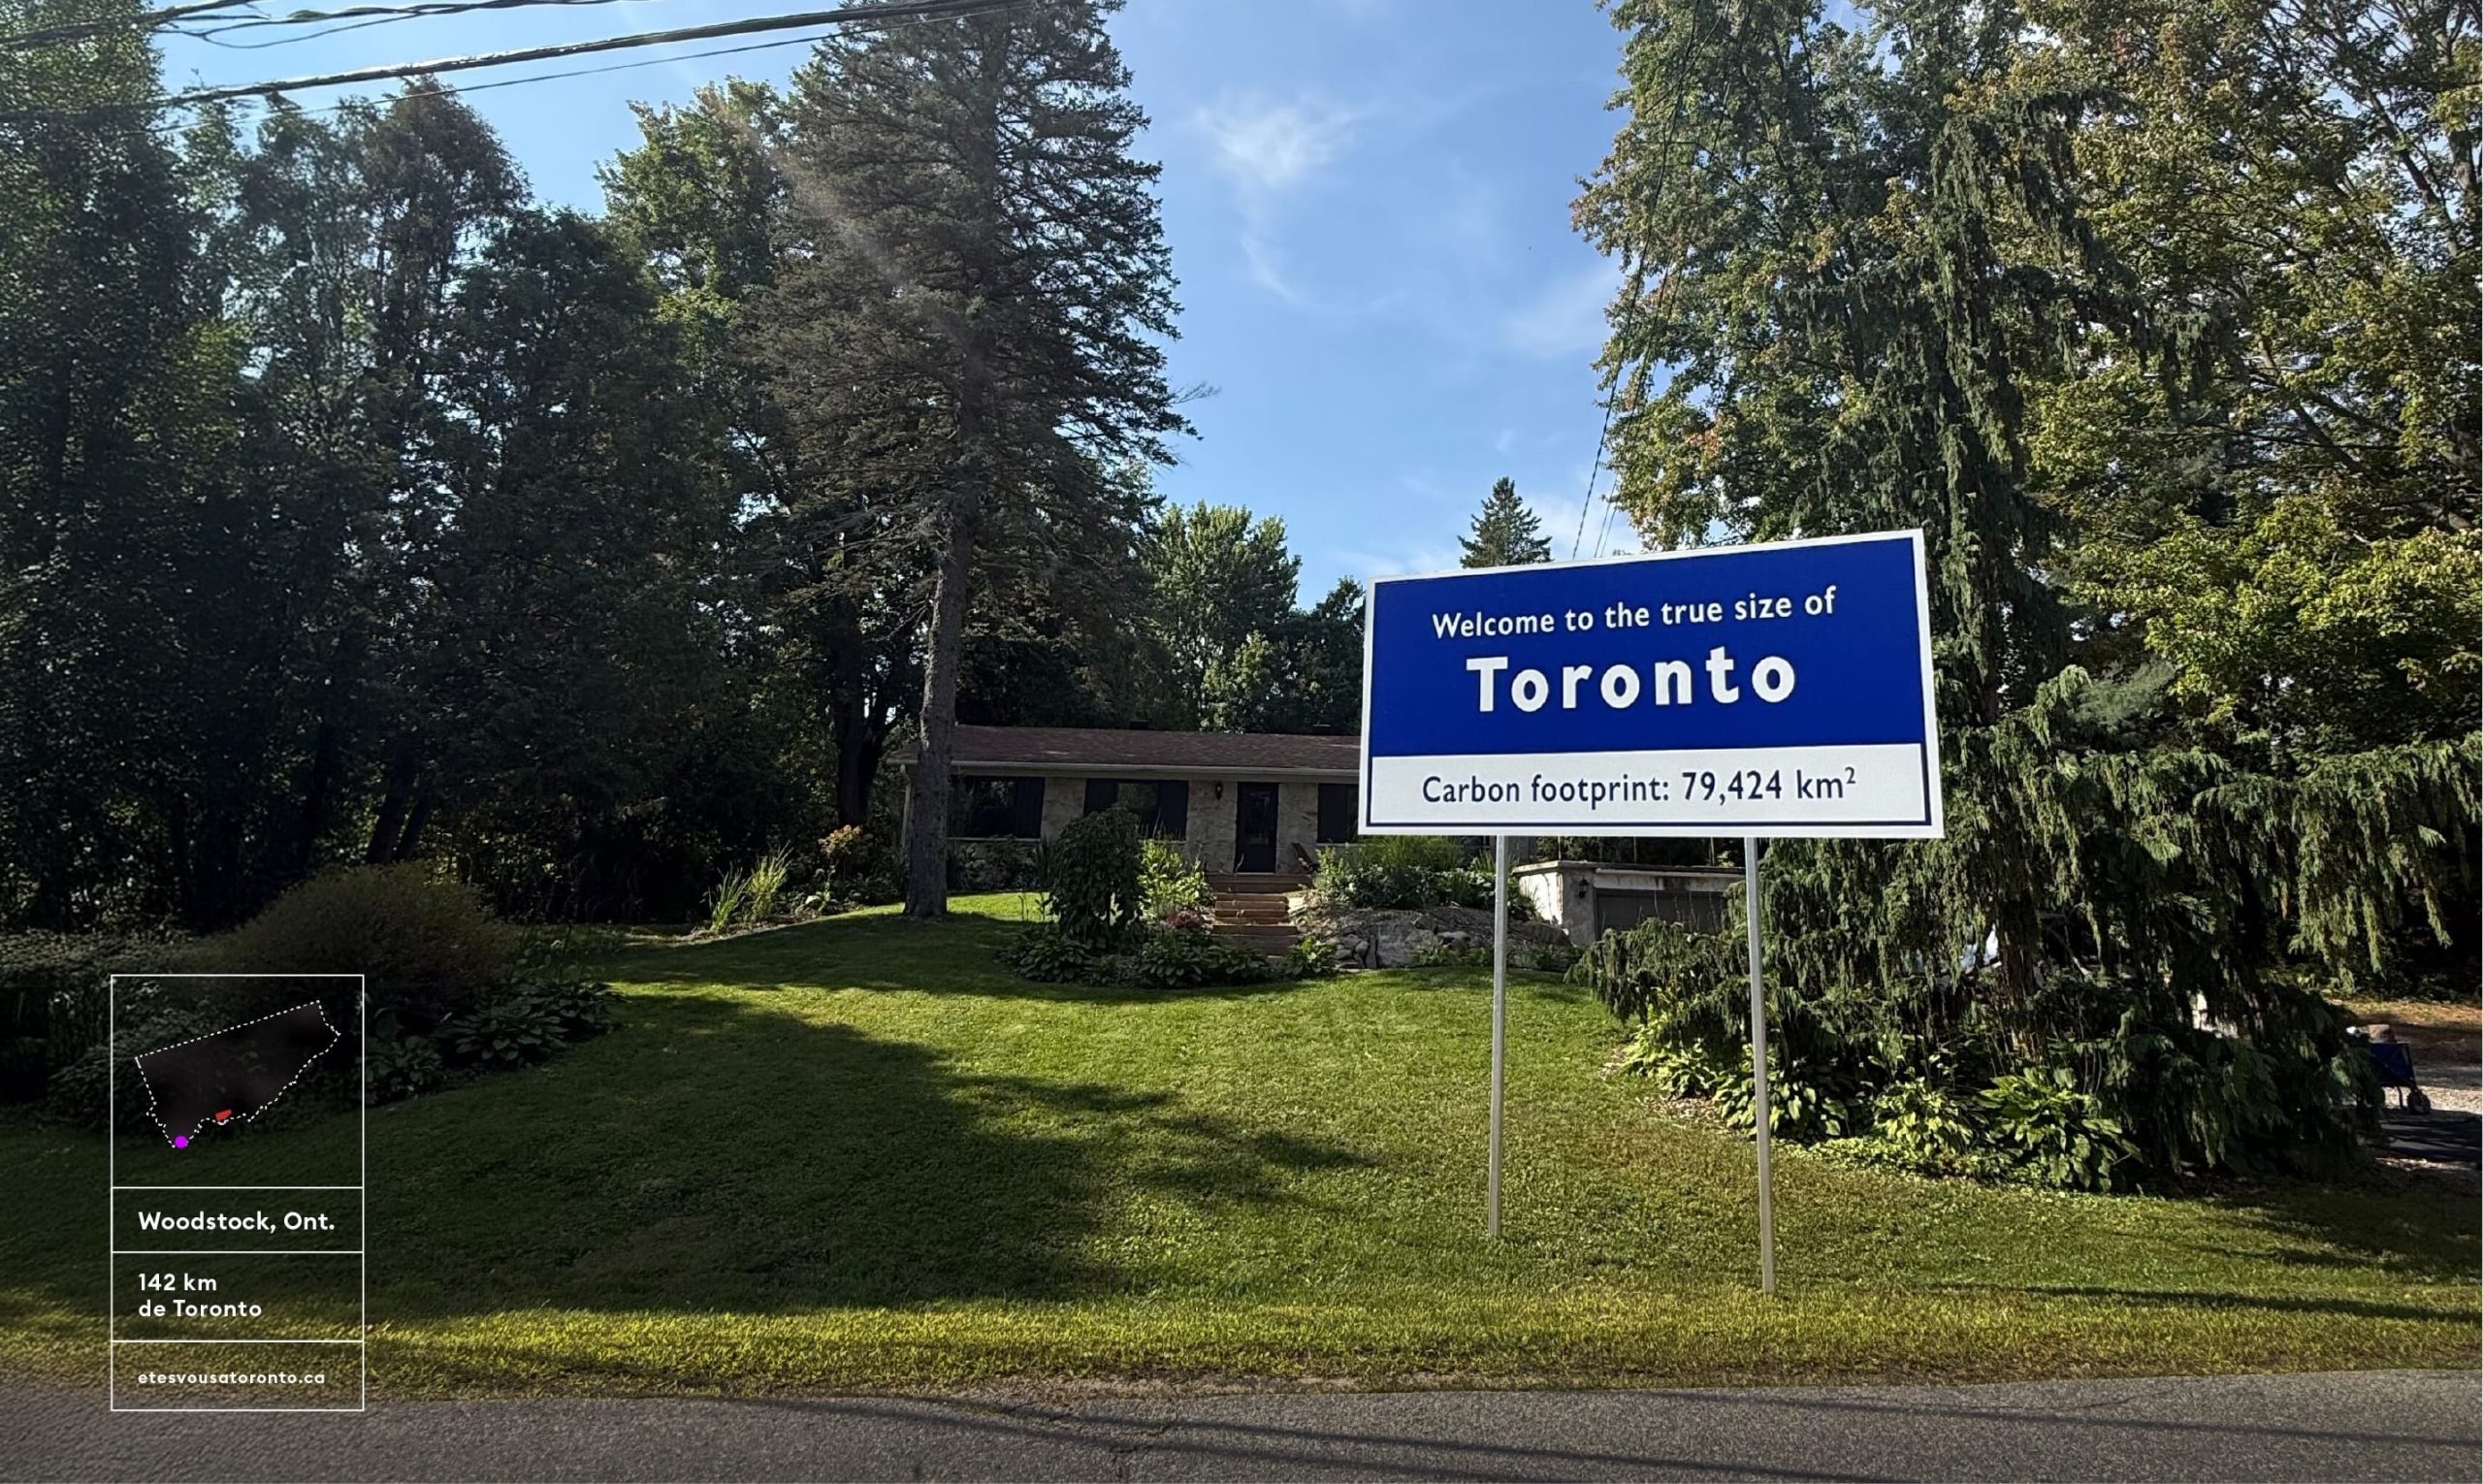 Welcome to the true size of
Toronto
Carbon footprint: 79,424 km²
Woodstock, Ont.
142 km
de Toronto
etesvousatoronto.ca